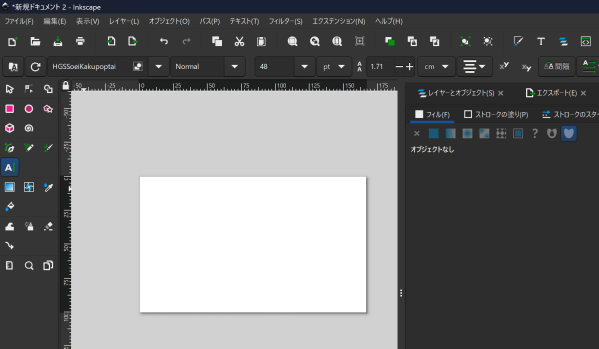 *新規ドキュメント 2 - Inkscape
ファイル(F) 編集(E) 表示(V) レイヤー(L) オブジェクト(O) パス(P) テキスト(T) フィルター(S) エクステンション(N) ヘルプ(H)
HGSSoeiKakupoptai Normal 48 pt 1.71 cm 間隔
レイヤーとオブジェクト(S) エクスポート(E)
フィル(F) ストロークの塗り(P) ストロークのスタ
オブジェクトなし